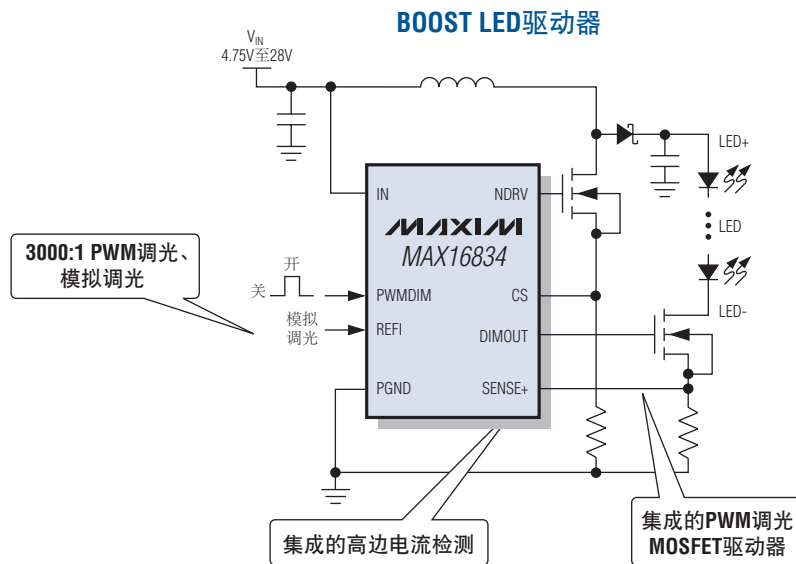 BOOST LED驱动器
VIN
4.75V至28V
LED+
IN
NDRV
MAXIM
MAX16834
LED
3000:1 PWM调光、
模拟调光
开
关
PWMDIM
CS
LED-
模拟
调光
REFI
DIMOUT
PGND
SENSE+
集成的高边电流检测
集成的PWM调光
MOSFET驱动器